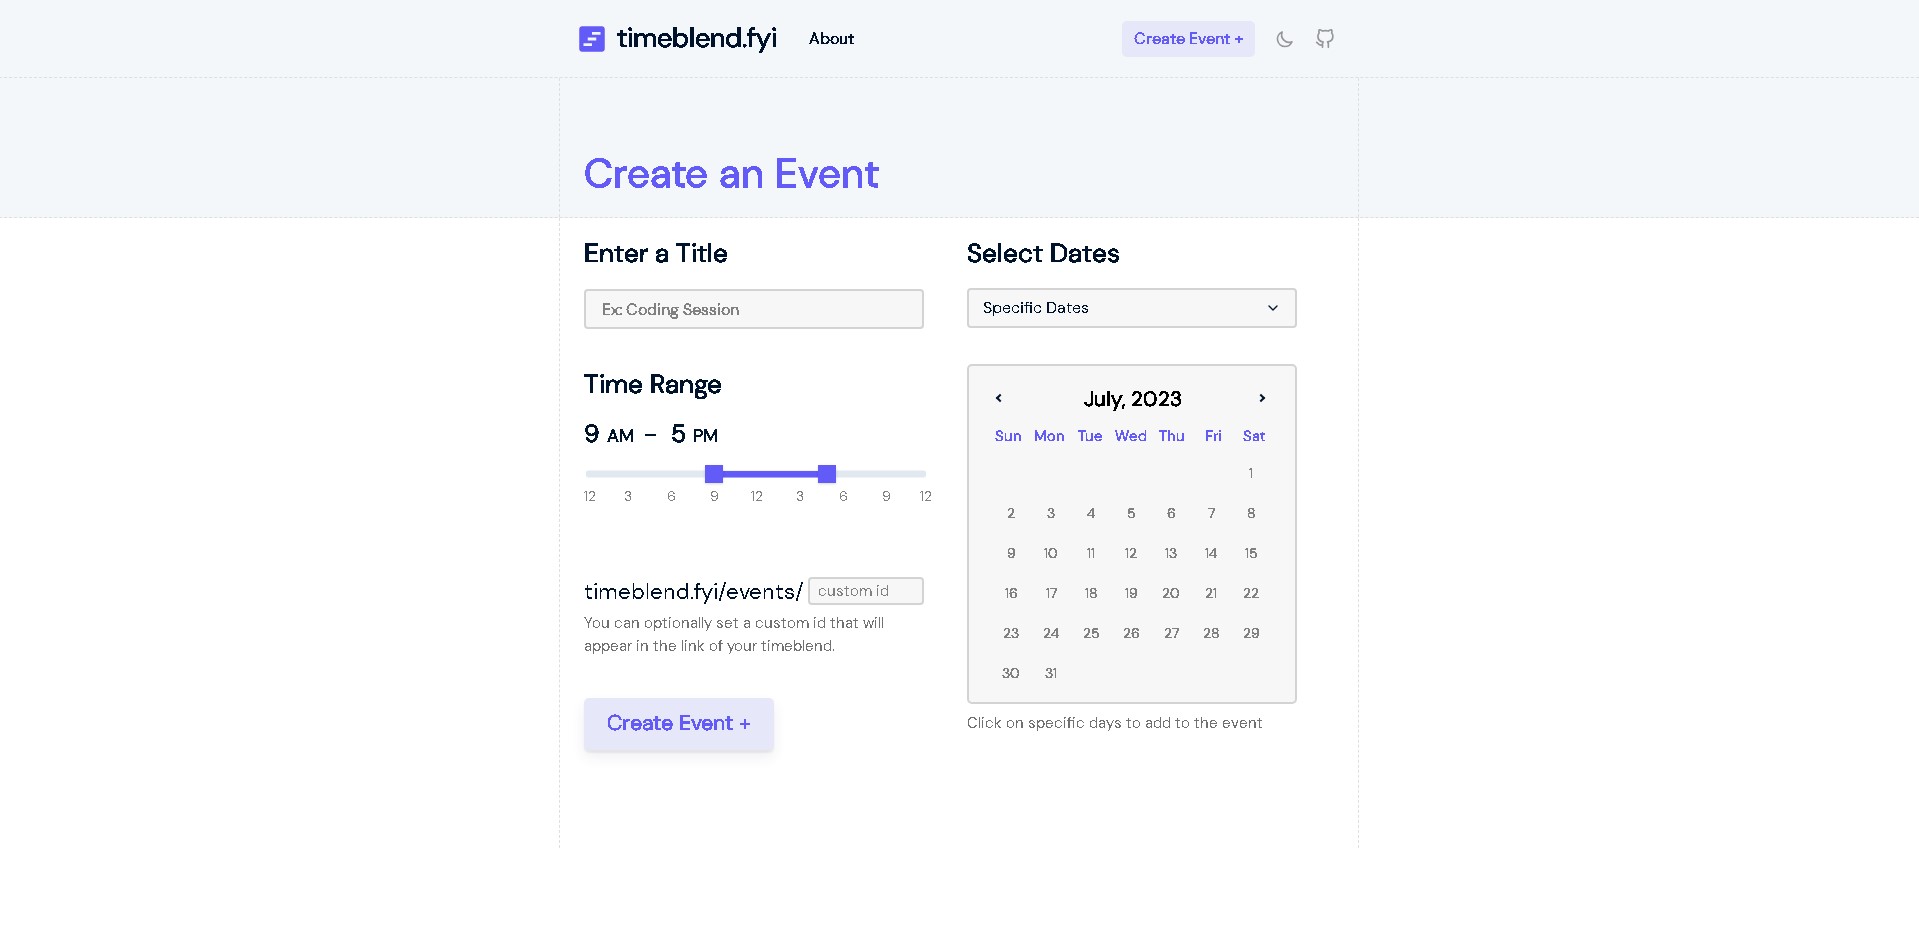 timeblend.fyi
About
Create Event +
Create an Event
Enter a Title
Ex: Coding Session
Time Range
9 AM – 5 PM
12 3 6 9 12 3 6 9 12
timeblend.fyi/events/ custom id
You can optionally set a custom id that will
appear in the link of your timeblend.
Create Event +
Select Dates
Specific Dates
July, 2023
Sun Mon Tue Wed Thu Fri Sat
1
2 3 4 5 6 7 8
9 10 11 12 13 14 15
16 17 18 19 20 21 22
23 24 25 26 27 28 29
30 31
Click on specific days to add to the event